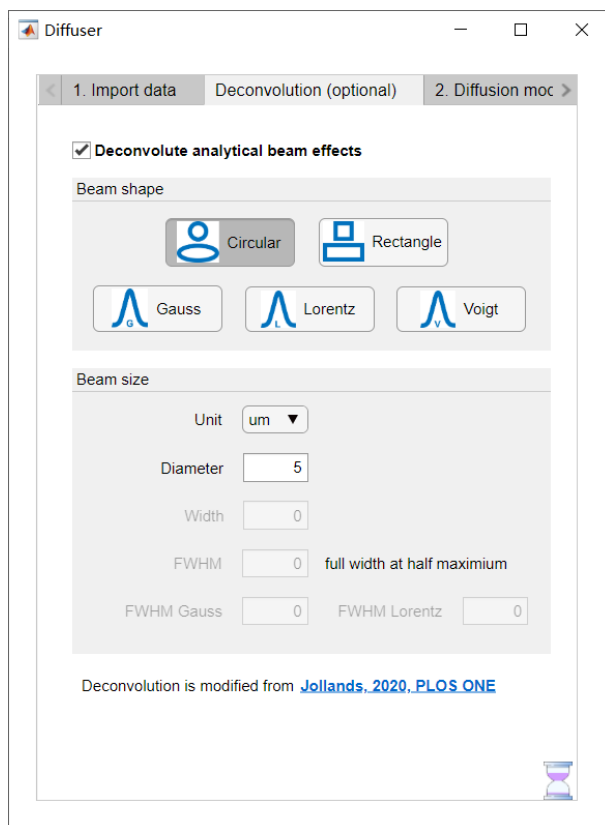 Diffuser
1. Import data Deconvolution (optional) 2. Diffusion moc
Deconvolute analytical beam effects
Beam shape
Circular Rectangle
G Gauss L Lorentz V Voigt
Beam size
Unit um
Diameter 5
Width 0
FWHM 0 full width at half maximium
FWHM Gauss 0 FWHM Lorentz 0
Deconvolution is modified from Jollands, 2020, PLOS ONE